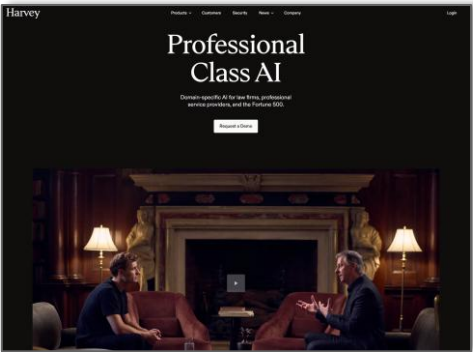 Harvey
Products Customers Security News Company Login
Professional
Class AI
Domain-specific AI for law firms, professional
service providers, and the Fortune 500.
Request a Demo